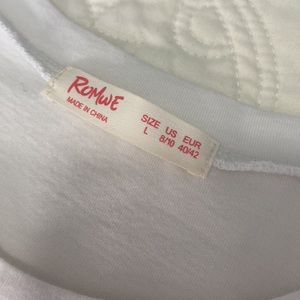 ROMWE
MADE IN CHINA
SIZE US EUR
L 8/10 40/42